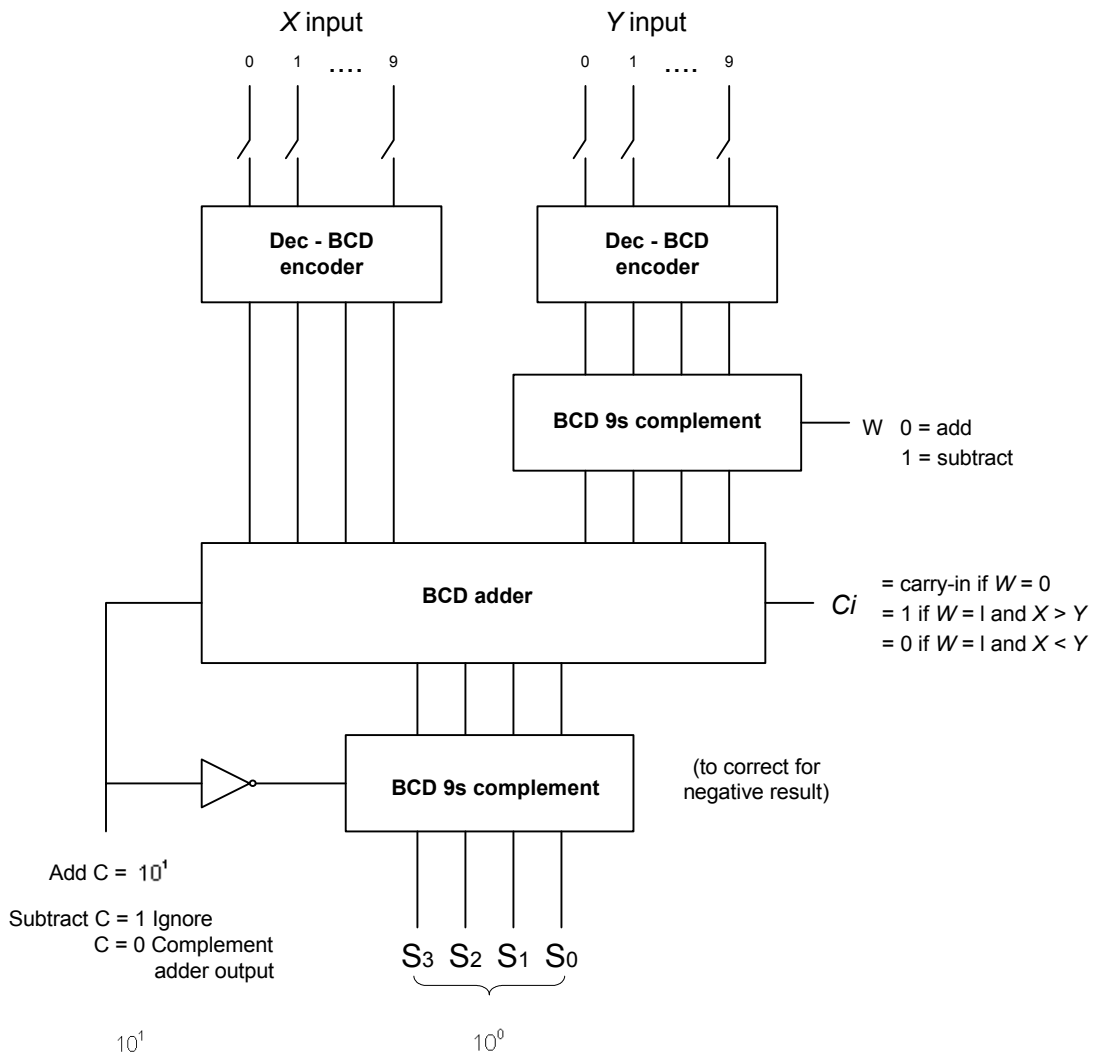 X input
Y input
0 1 .... 9
0 1 .... 9
Dec - BCD
encoder
Dec - BCD
encoder
BCD 9s complement
W 0 = add
1 = subtract
BCD adder
Ci
= carry-in if W = 0
= 1 if W = I and X > Y
= 0 if W = I and X < Y
BCD 9s complement
(to correct for
negative result)
Add C = 10¹
Subtract C = 1 Ignore
C = 0 Complement
adder output
S3 S2 S1 S0
10¹
10⁰